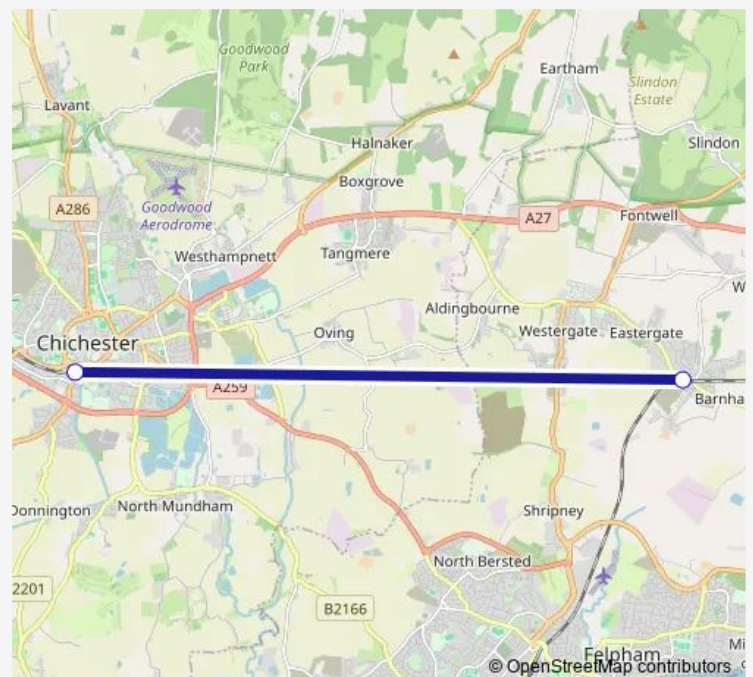 Goodwood
Park
Eartham
Slindon
Estate
Lavant
Halnaker
Slindon
Boxgrove
A286
Goodwood
Aerodrome
A27
Fontwell
Westhampnett
Tangmere
W
Aldingbourne
Chichester
Oving
Westergate
Eastergate
A259
Barnha
Donnington
North Mundham
Shripney
North Bersted
2201
B2166
Felpham
Mi
© OpenStreetMap contributors